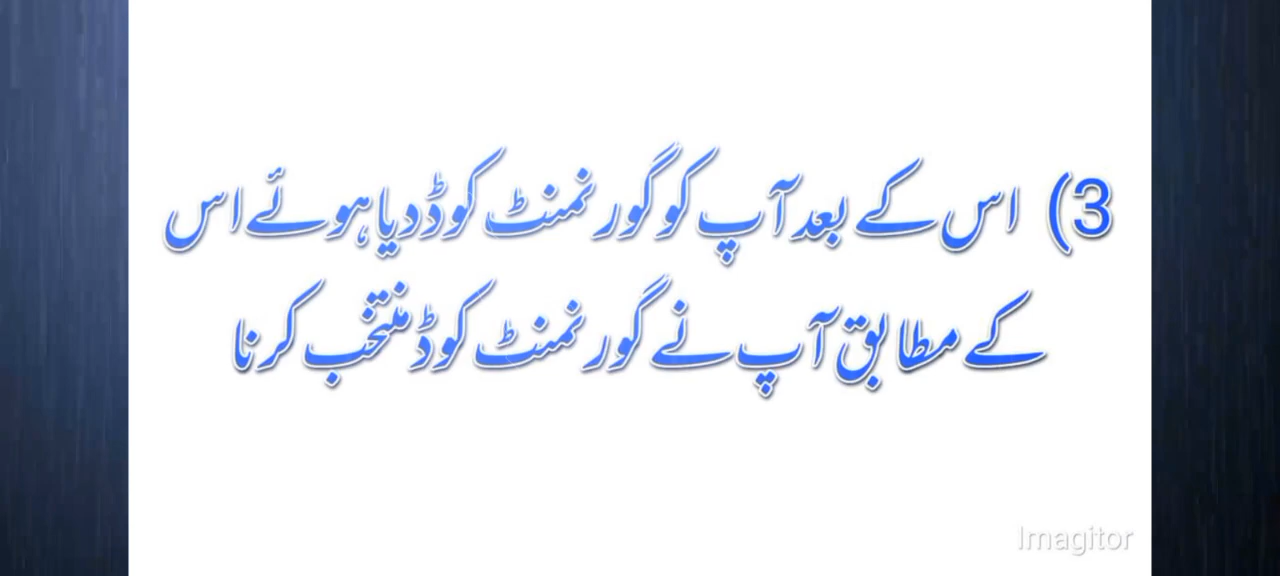 3) اس کے بعد آپ کو گورنمنٹ کوڈ دیا ہوئے اس
کے مطابق آپ نے گورنمنٹ کوڈ منتخب کرنا
Imagitor